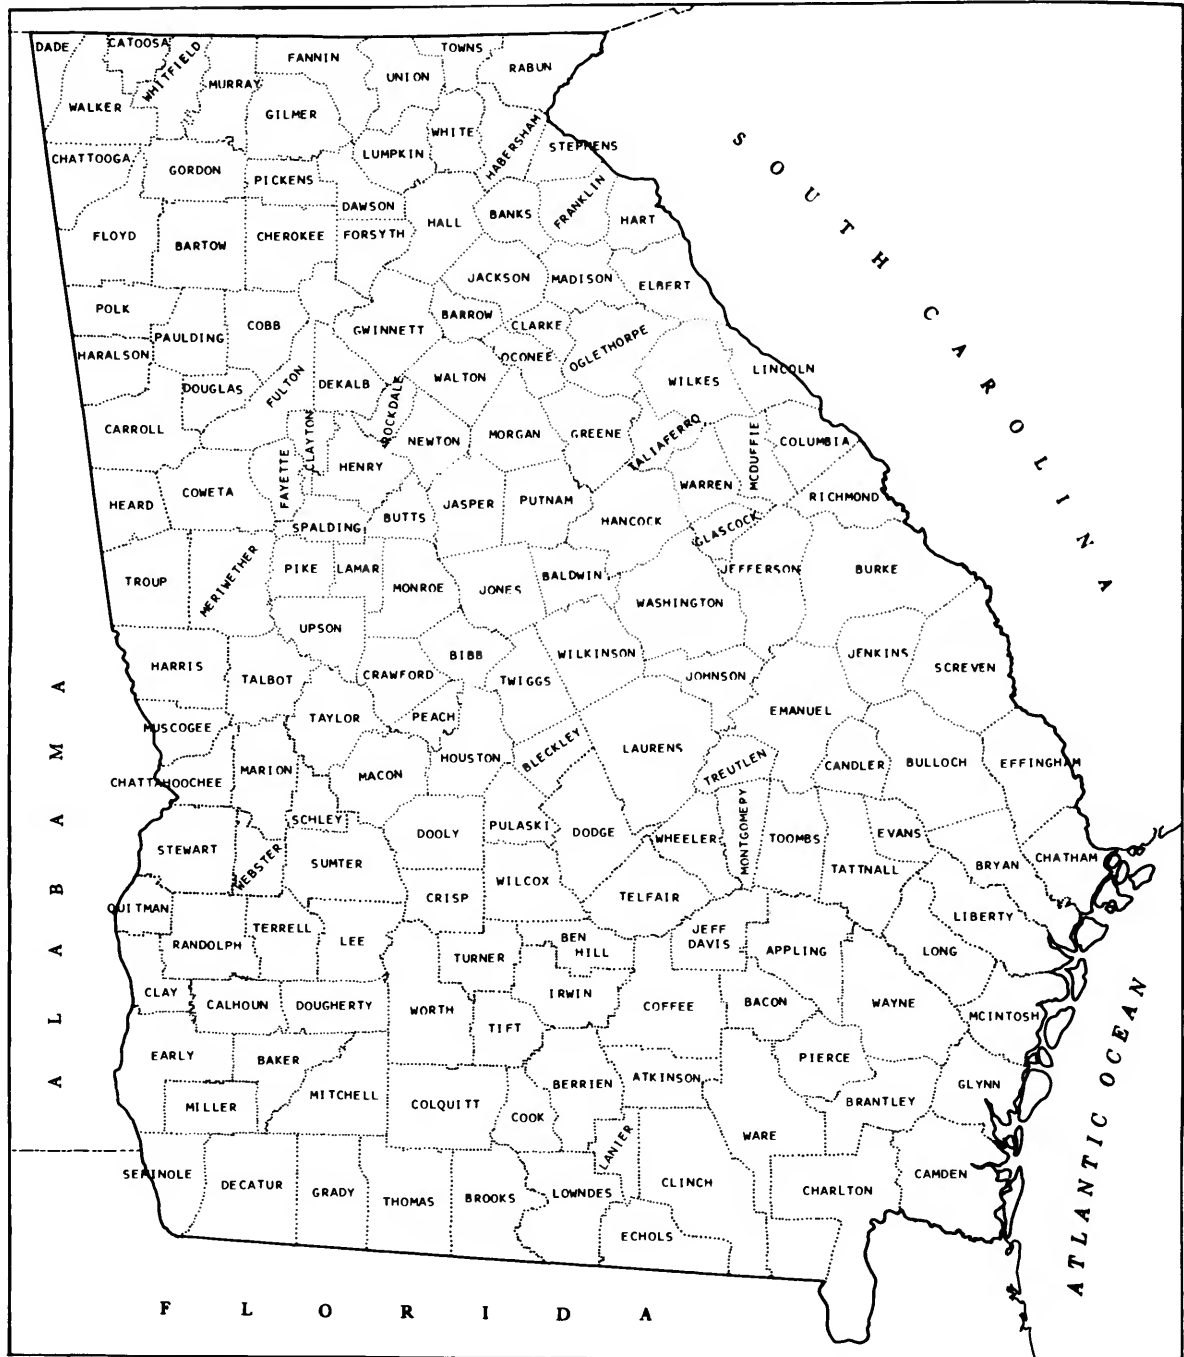 DADE
CATOOSA
WHITFIELD
MURRAY
FANNIN
UNION
TOWNS
RABUN
WALKER
GILMER
WHITE
HABERSHAM
STEPHENS
CHATTOOGA
GORDON
PICKENS
LUMPKIN
DAWSON
HALL
BANKS
FRANKLIN
HART
FLOYD
BARTOW
CHEROKEE
FORSYTH
JACKSON
MADISON
ELBERT
POLK
PAULDING
COBB
GWINNETT
BARROW
CLARKE
OCONEE
OGLETHORPE
HARALSON
DOUGLAS
FULTON
DEKALB
ROCKDALE
WALTON
WILKES
LINCOLN
CARROLL
CLAYTON
FAYETTE
HENRY
NEWTON
MORGAN
GREENE
TALIAFERRO
MCDUFFIE
COLUMBIA
HEARD
COWETA
SPALDING
BUTTS
JASPER
PUTNAM
HANCOCK
WARREN
GLASCOCK
RICHMOND
TROUP
MERIWETHER
PIKE
LAMAR
MONROE
JONES
BALDWIN
WASHINGTON
JEFFERSON
BURKE
UPSON
HARRIS
TALBOT
CRAWFORD
BIBB
TWIGGS
WILKINSON
JOHNSON
JENKINS
SCREVEN
MUSCOGEE
TAYLOR
PEACH
HOUSTON
BLECKLEY
LAURENS
EMANUEL
CHATTAHOOCHEE
MARION
MACON
TREUTLEN
CANDLER
BULLOCH
EFFINGHAM
SCHLEY
STEWART
WEBSTER
SUMTER
DOOLY
PULASKI
DODGE
WHEELER
MONTGOMEPY
TOOMBS
EVANS
TATTNALL
BRYAN
CHATHAM
QUITMAN
RANDOLPH
TERRELL
LEE
CRISP
WILCOX
TELFAIR
LIBERTY
TURNER
BEN
HILL
JEFF
DAVIS
APPLING
LONG
CLAY
CALHOUN
DOUGHERTY
WORTH
TIFT
IRWIN
COFFEE
BACON
WAYNE
MCINTOSH
EARLY
BAKER
MITCHELL
MILLER
COLQUITT
COOK
BERRIEN
ATKINSON
PIERCE
BRANTLEY
GLYNN
LANIER
WARE
SEMINOLE
DECATUR
GRADY
THOMAS
BROOKS
LOWNDES
CLINCH
CHARLTON
CAMDEN
ECHOLS
SOUTH CAROLINA
ALABAMA
FLORIDA
ATLANTIC OCEAN